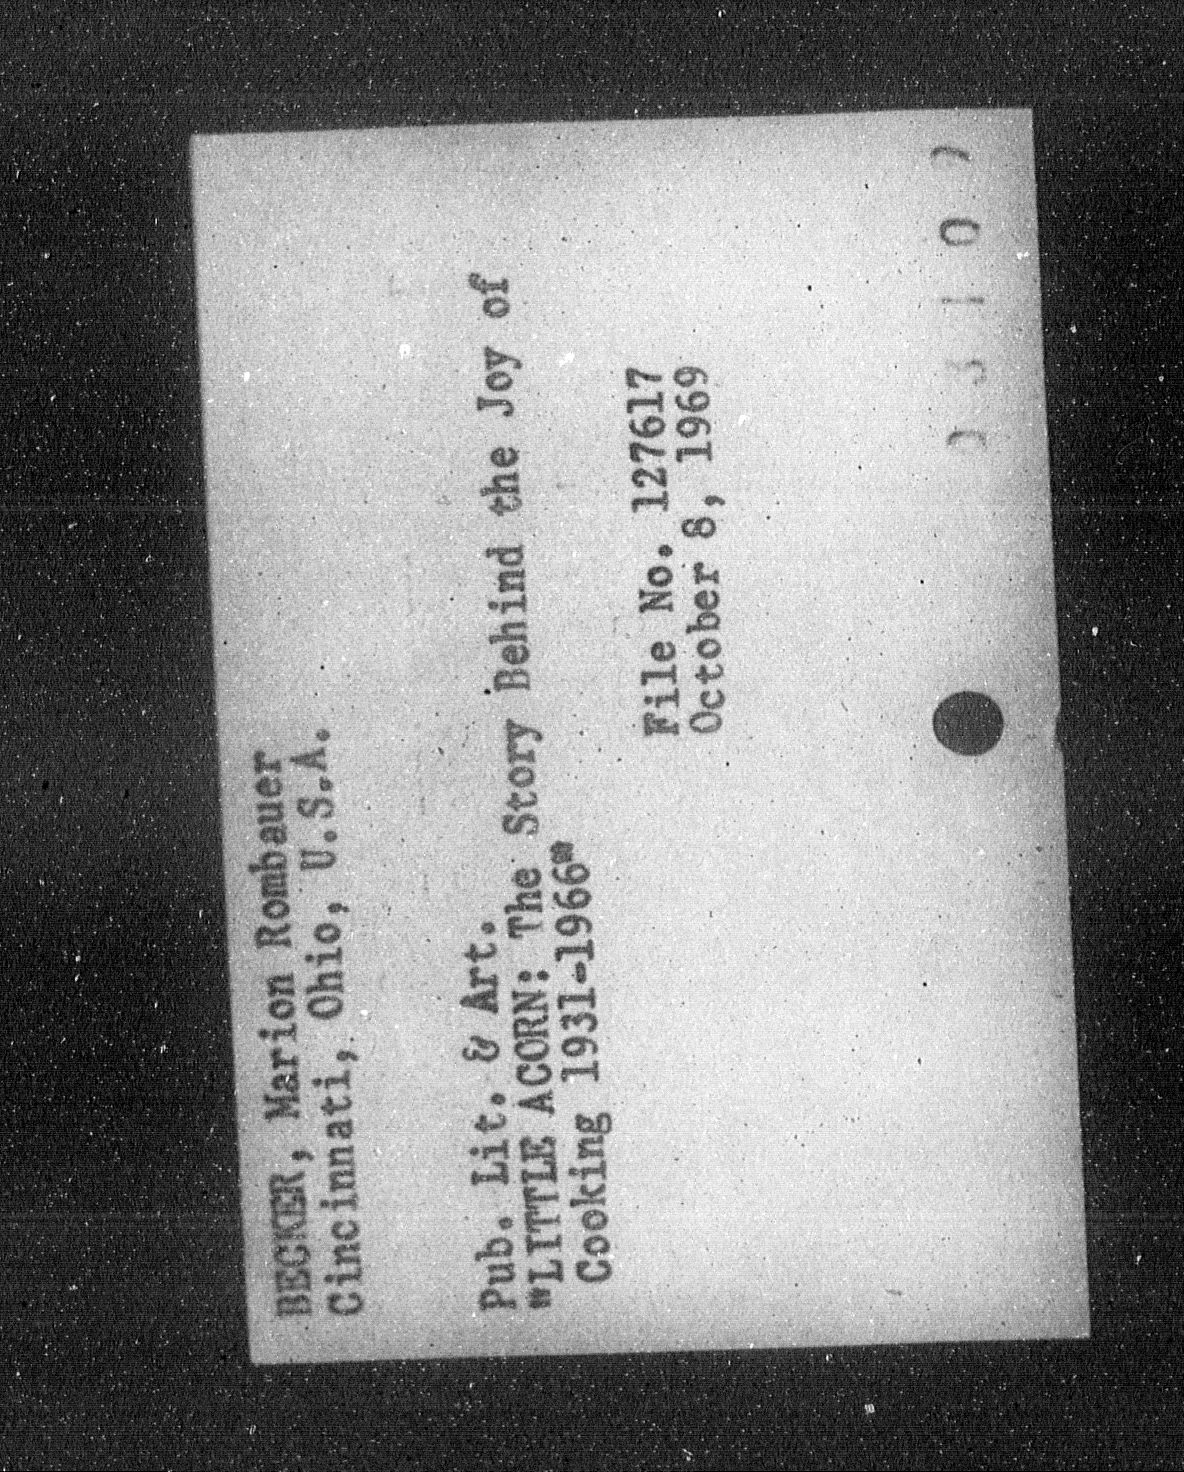 BECKER, Marion Rombauer
Cincinnati, Ohio, U.S.A.
Pub. Lit. & Art.
"LITTLE ACORN: The Story Behind the Joy of
Cooking 1931-1966"
File No. 127617
October 8, 1969